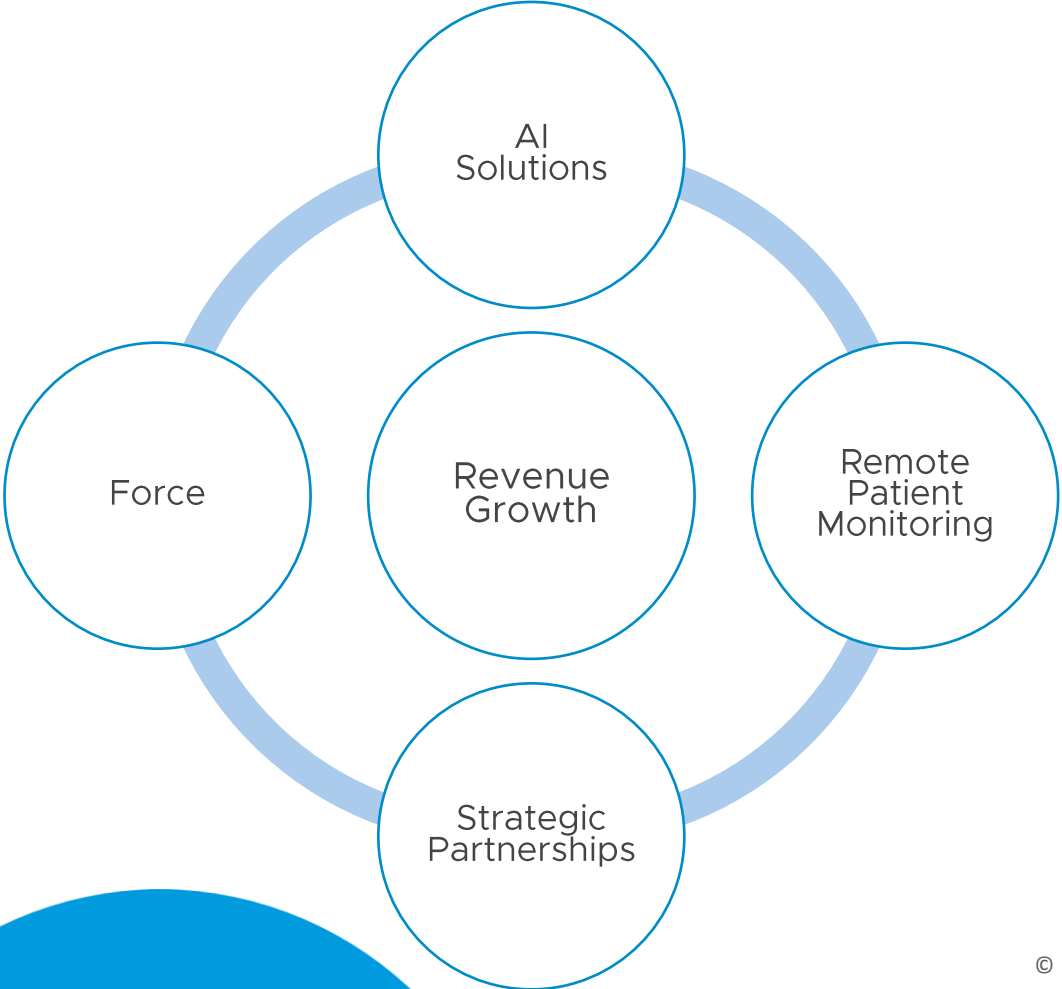 AI
Solutions
Force
Revenue
Growth
Remote
Patient
Monitoring
Strategic
Partnerships
©